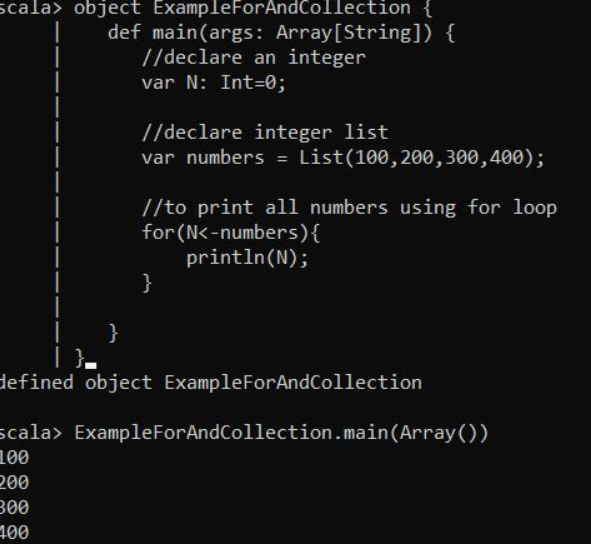 scala> object ExampleForAndCollection {
     |    def main(args: Array[String]) {
     |       //declare an integer
     |       var N: Int=0;
     |
     |       //declare integer list
     |       var numbers = List(100,200,300,400);
     |
     |       //to print all numbers using for loop
     |       for(N<-numbers){
     |           println(N);
     |       }
     |
     |    }
     | }
defined object ExampleForAndCollection

scala> ExampleForAndCollection.main(Array())
100
200
300
400